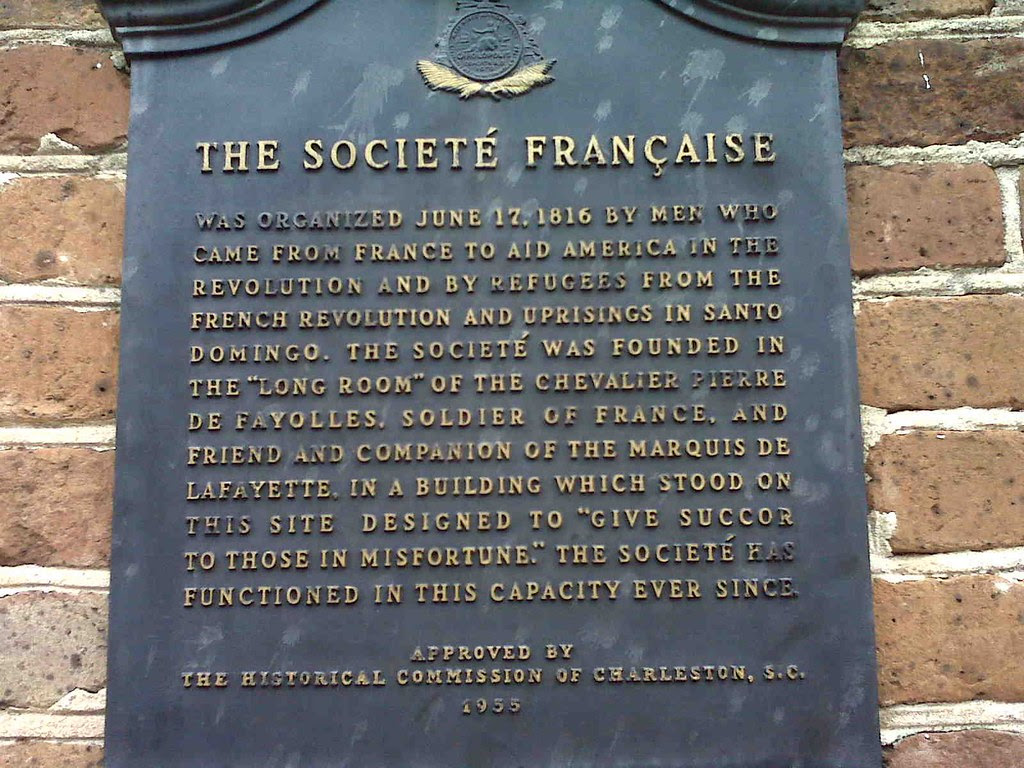 THE SOCIETÉ FRANÇAISE
WAS ORGANIZED JUNE 17, 1816 BY MEN WHO
CAME FROM FRANCE TO AID AMERICA IN THE
REVOLUTION AND BY REFUGEES FROM THE
FRENCH REVOLUTION AND UPRISINGS IN SANTO
DOMINGO. THE SOCIETÉ WAS FOUNDED IN
THE "LONG ROOM" OF THE CHEVALIER PIERRE
DE FAYOLLES, SOLDIER OF FRANCE, AND
FRIEND AND COMPANION OF THE MARQUIS DE
LAFAYETTE, IN A BUILDING WHICH STOOD ON
THIS SITE DESIGNED TO "GIVE SUCCOR
TO THOSE IN MISFORTUNE." THE SOCIETÉ HAS
FUNCTIONED IN THIS CAPACITY EVER SINCE.
APPROVED BY
THE HISTORICAL COMMISSION OF CHARLESTON, S.C.
1955